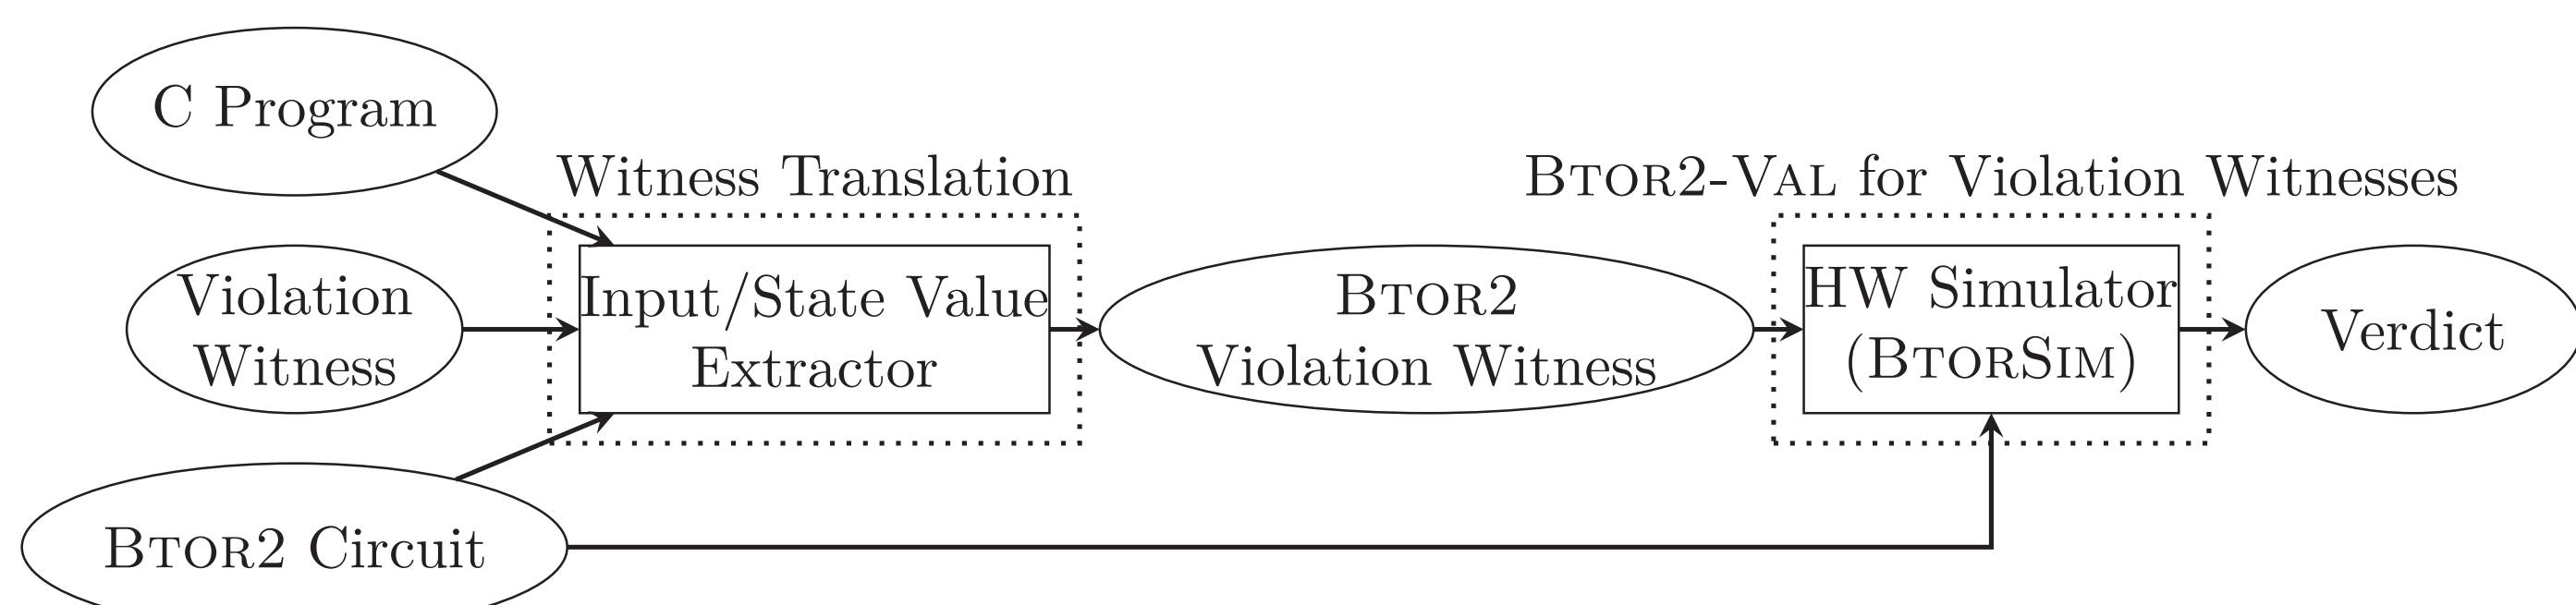 C Program
Witness Translation
Btor2-Val for Violation Witnesses
Violation
Witness
Input/State Value
Extractor
Btor2
Violation Witness
HW Simulator
(BtorSim)
Verdict
Btor2 Circuit